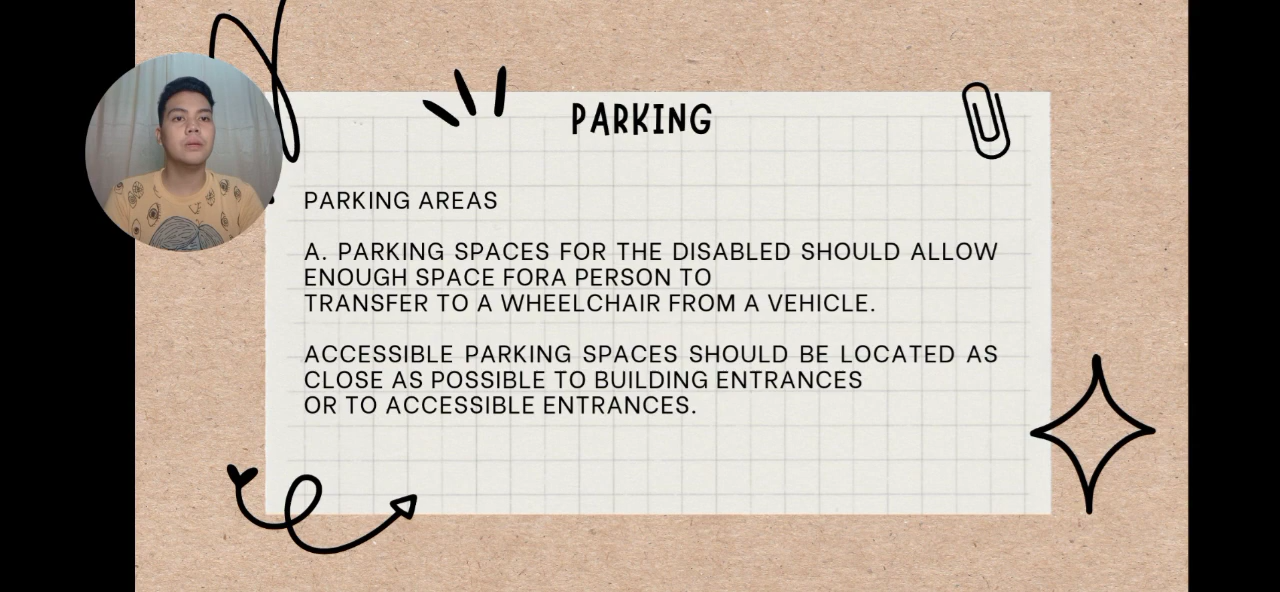 PARKING
PARKING AREAS
A. PARKING SPACES FOR THE DISABLED SHOULD ALLOW
ENOUGH SPACE FORA PERSON TO
TRANSFER TO A WHEELCHAIR FROM A VEHICLE.
ACCESSIBLE PARKING SPACES SHOULD BE LOCATED AS
CLOSE AS POSSIBLE TO BUILDING ENTRANCES
OR TO ACCESSIBLE ENTRANCES.